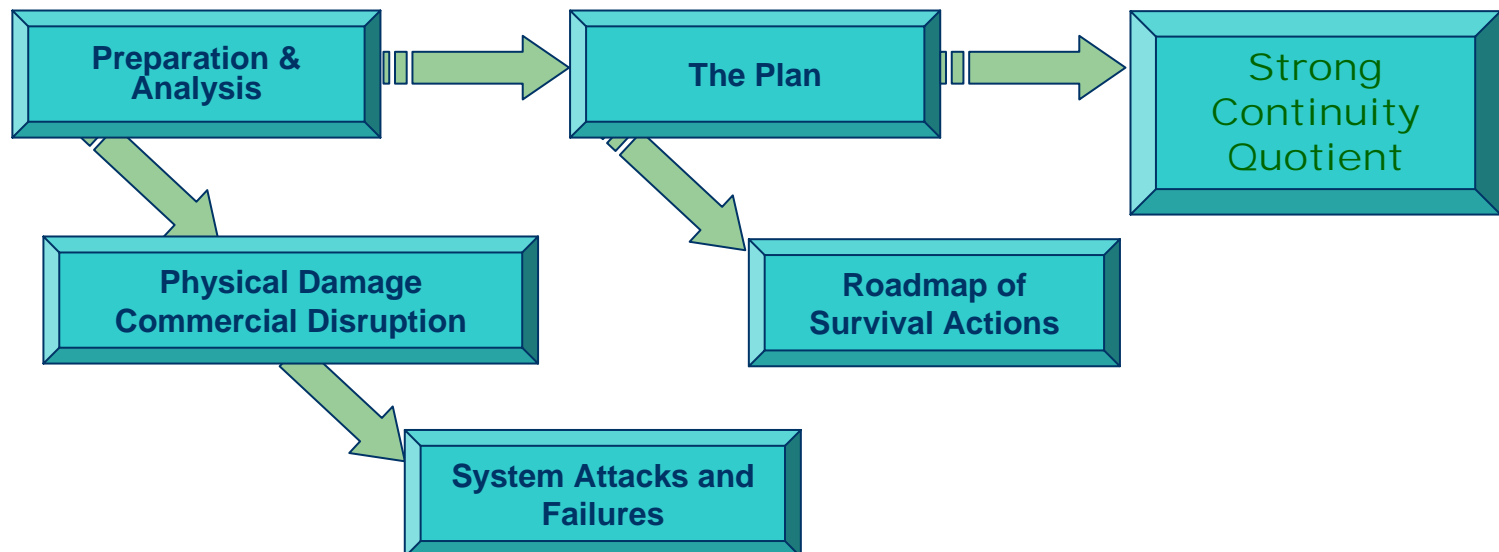 Preparation &
Analysis
The Plan
Strong
Continuity
Quotient
Physical Damage
Commercial Disruption
Roadmap of
Survival Actions
System Attacks and
Failures